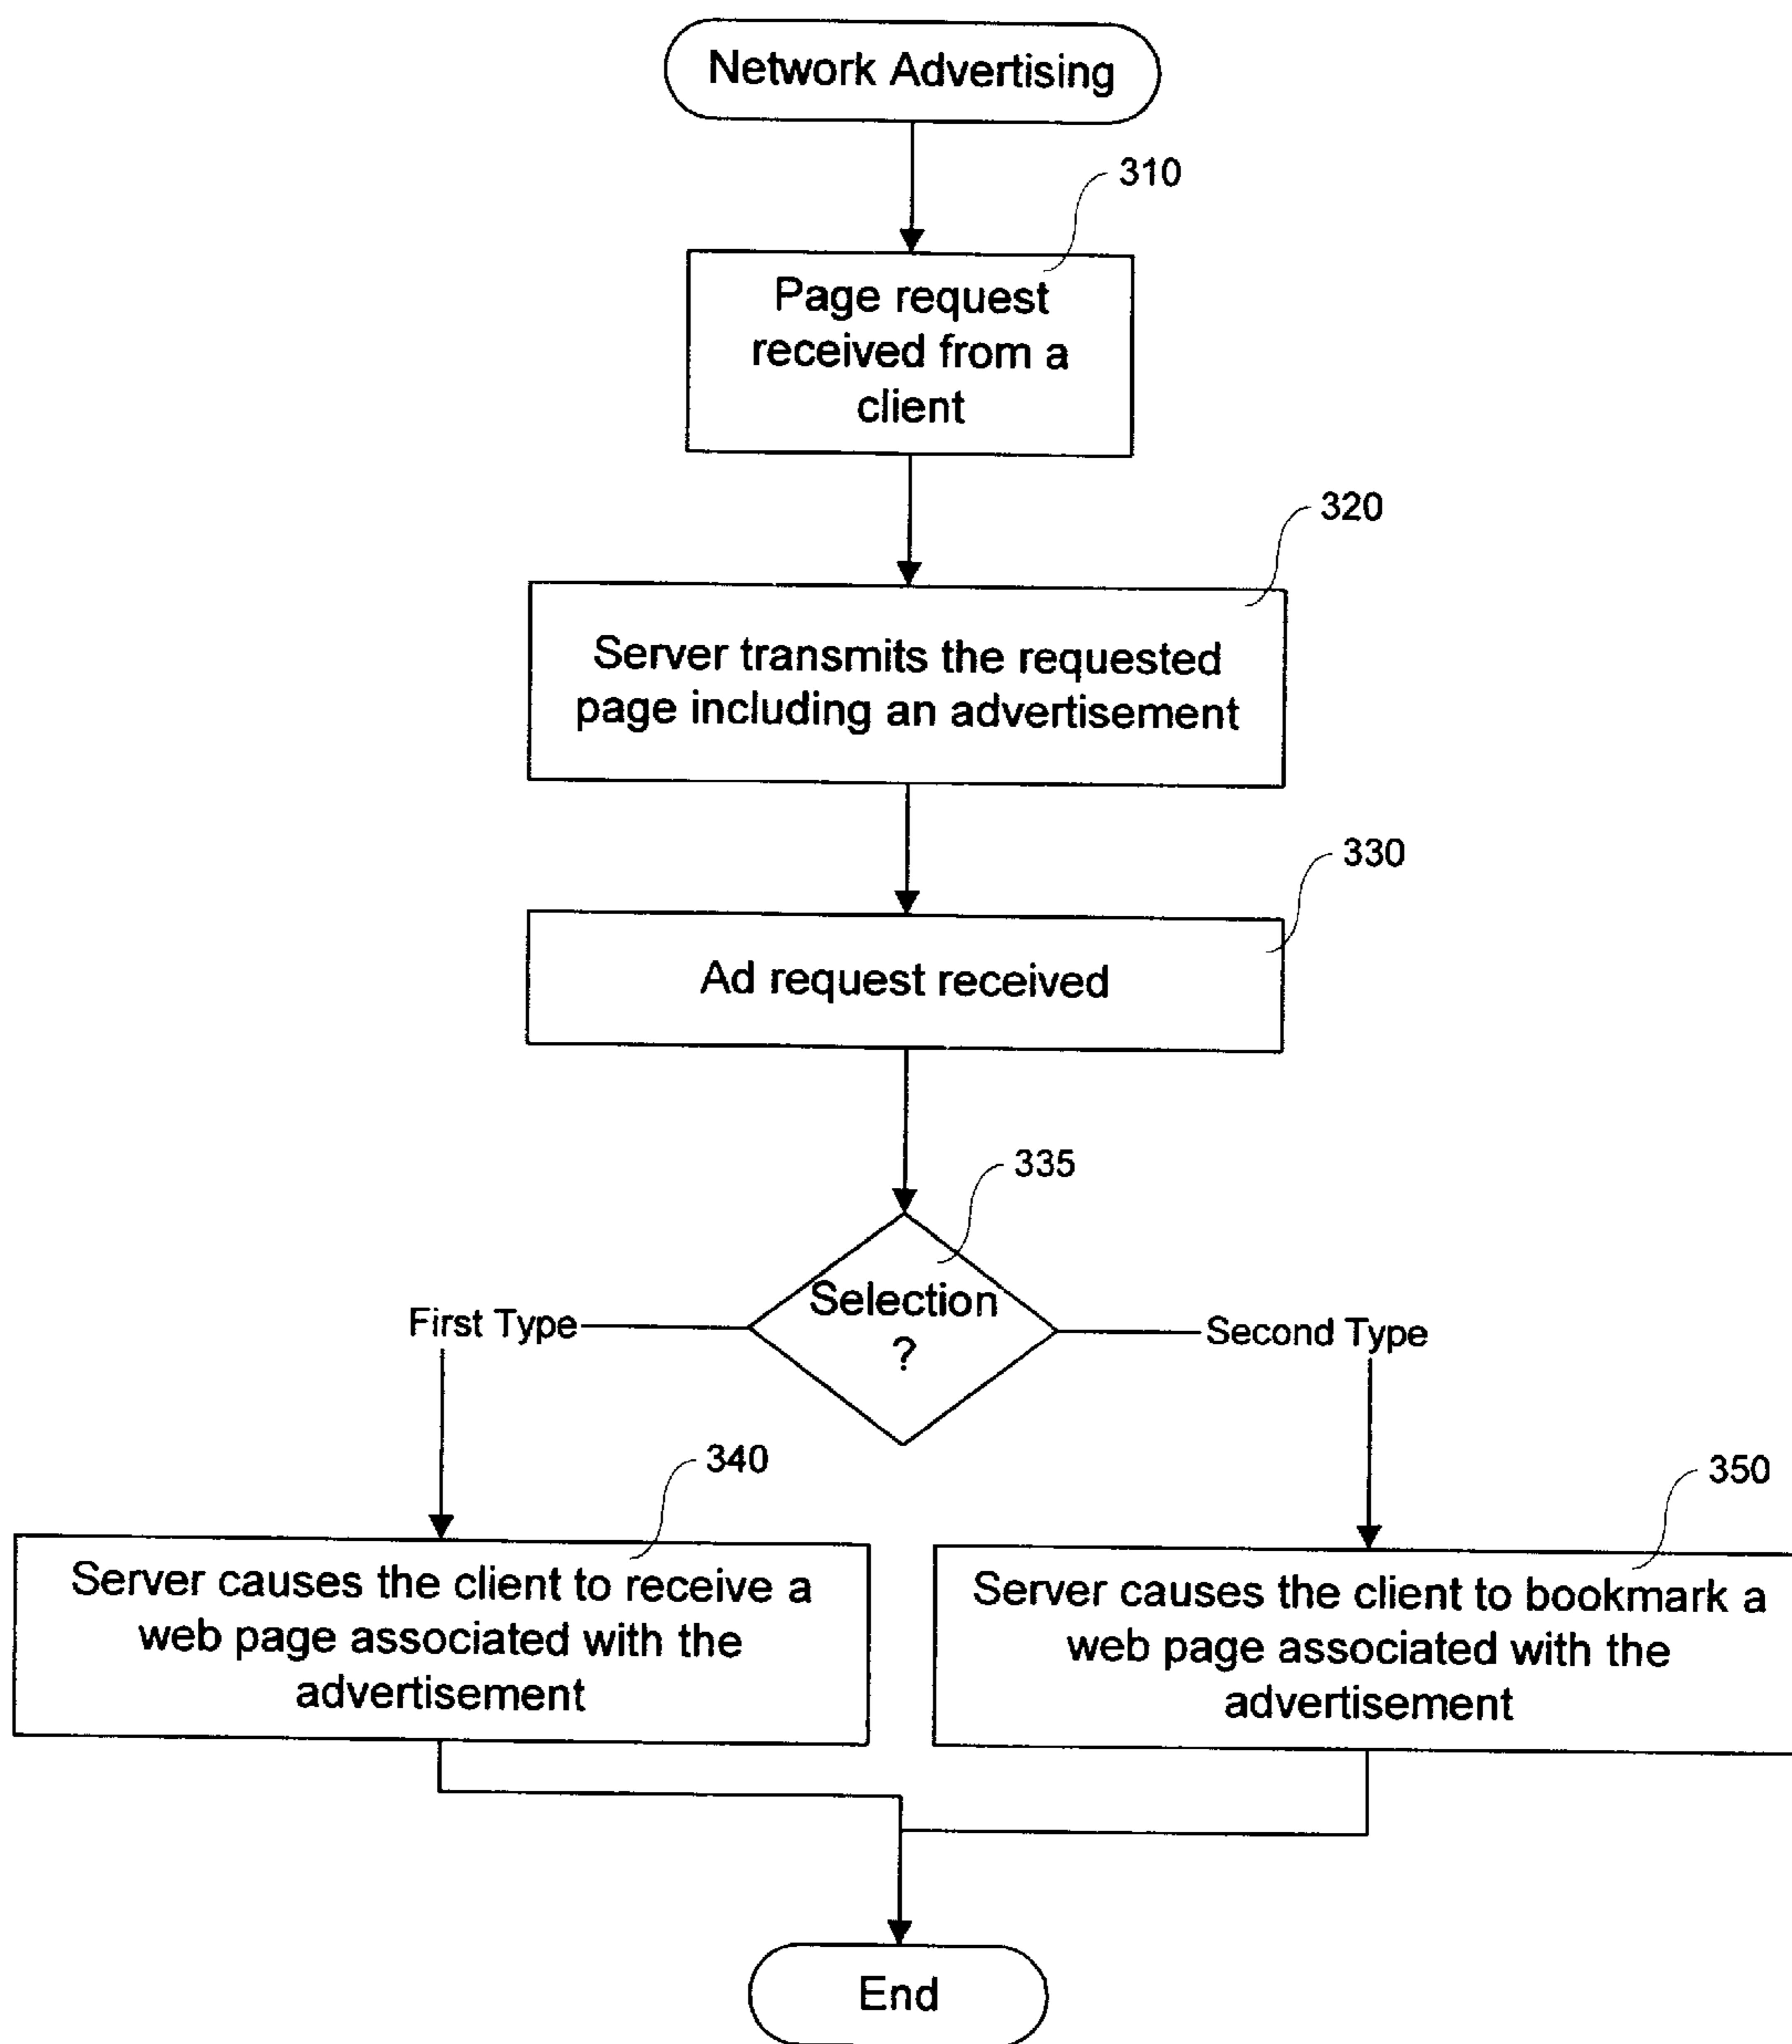 Network Advertising
310
Page request
received from a
client
320
Server transmits the requested
page including an advertisement
330
Ad request received
335
Selection
?
First Type
Second Type
340
Server causes the client to receive a
web page associated with the
advertisement
350
Server causes the client to bookmark a
web page associated with the
advertisement
End